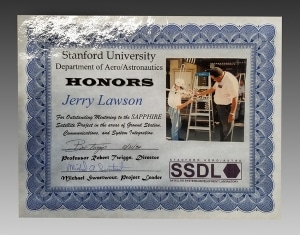 Stanford University
Department of Aero/Astronautics
HONORS
Jerry Lawson
For Outstanding Mentoring to the SAPPHIRE
Satellite Project in the areas of Ground Station,
Communications, and System Integration.
Professor Robert Twiggs, Director
Michael Swartwout, Project Leader
SSDL